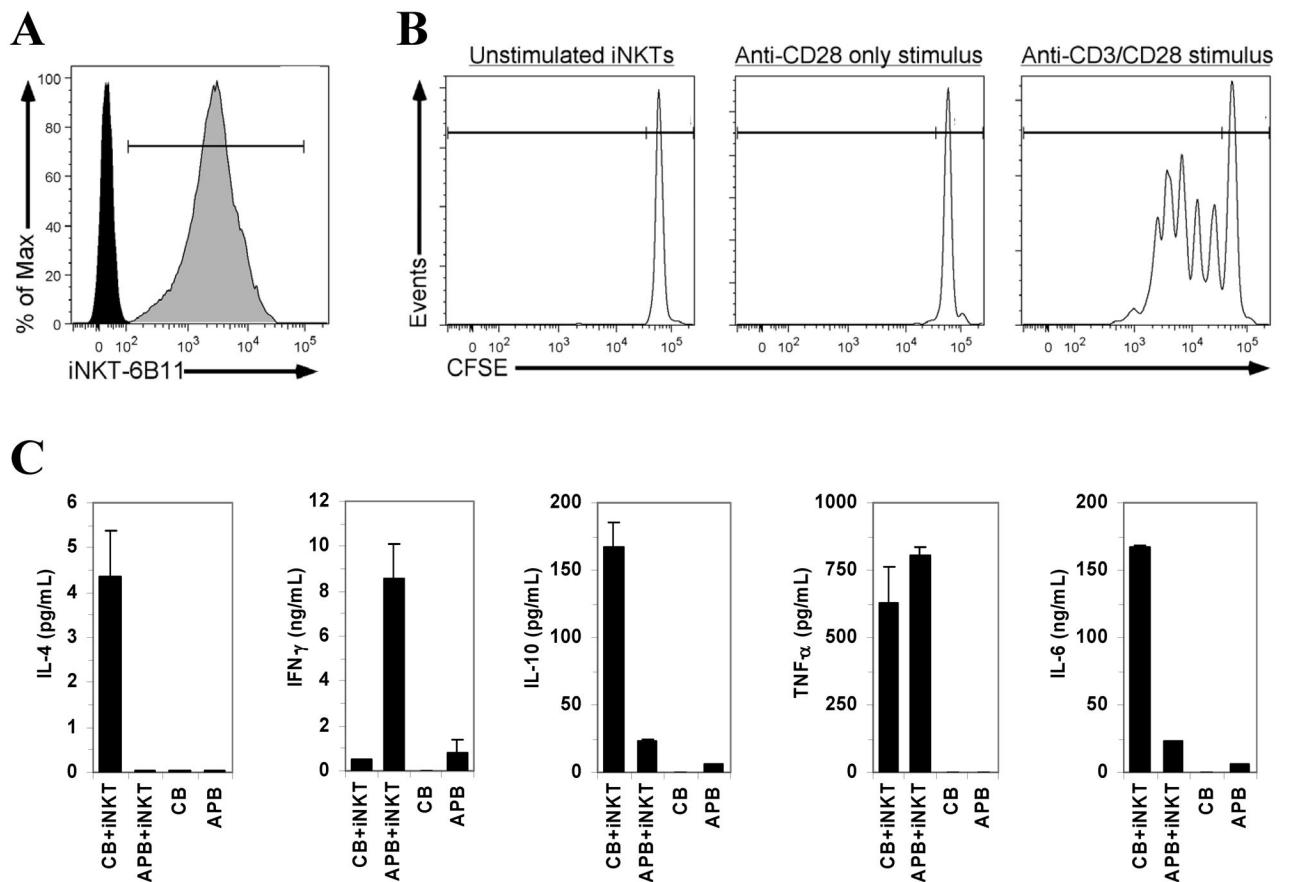 A
100
80
60
40
20
0
% of Max
0 10² 10³ 10⁴ 10⁵
iNKT-6B11
B
Unstimulated iNKTs
Anti-CD28 only stimulus
Anti-CD3/CD28 stimulus
Events
0 10² 10³ 10⁴ 10⁵
0 10² 10³ 10⁴ 10⁵
0 10² 10³ 10⁴ 10⁵
CFSE
C
IL-4 (pg/mL)
6
5
4
3
2
1
0
CB+iNKT
APB+iNKT
CB
APB
IFNγ (ng/mL)
12
10
8
6
4
2
0
CB+iNKT
APB+iNKT
CB
APB
IL-10 (pg/mL)
200
150
100
50
0
CB+iNKT
APB+iNKT
CB
APB
TNFα (pg/mL)
1000
750
500
250
0
CB+iNKT
APB+iNKT
CB
APB
IL-6 (ng/mL)
200
150
100
50
0
CB+iNKT
APB+iNKT
CB
APB